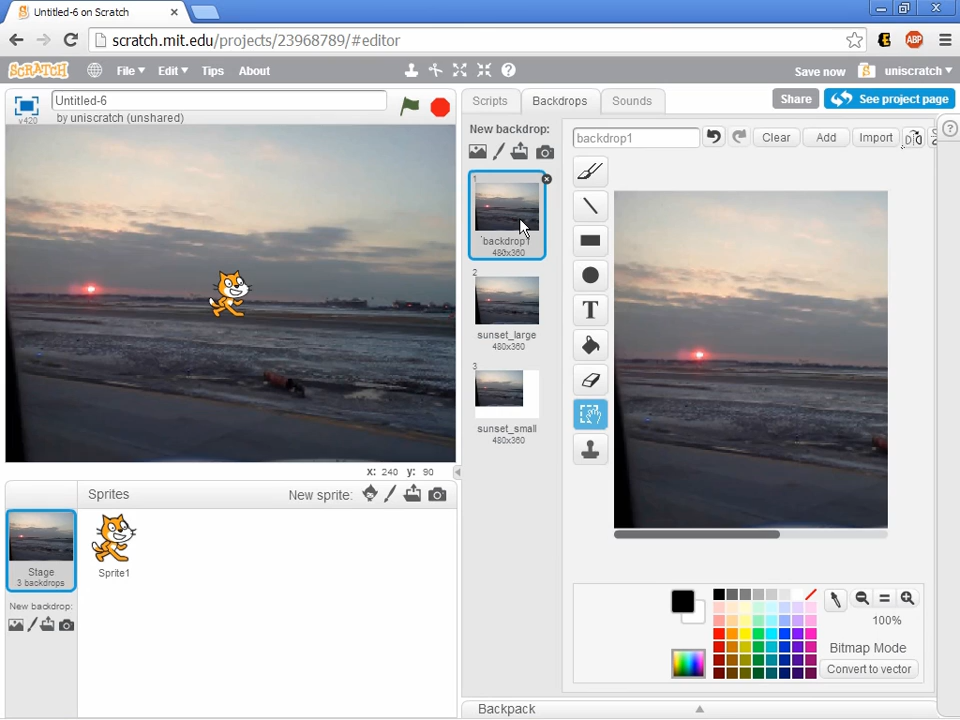 Untitled-6 on Scratch
scratch.mit.edu/projects/23968789/#editor
ABP
SCRATCH File Edit Tips About Save now uniscratch
Untitled-6
by uniscratch (unshared)
v420
Scripts Backdrops Sounds Share See project page
New backdrop:
backdrop1 Clear Add Import
1
backdrop1
480x360
2
sunset_large
480x360
3
sunset_small
480x360
T
x: 240 y: 90
Sprites New sprite:
Stage
3 backdrops
Sprite1
New backdrop:
100%
Bitmap Mode
Convert to vector
Backpack